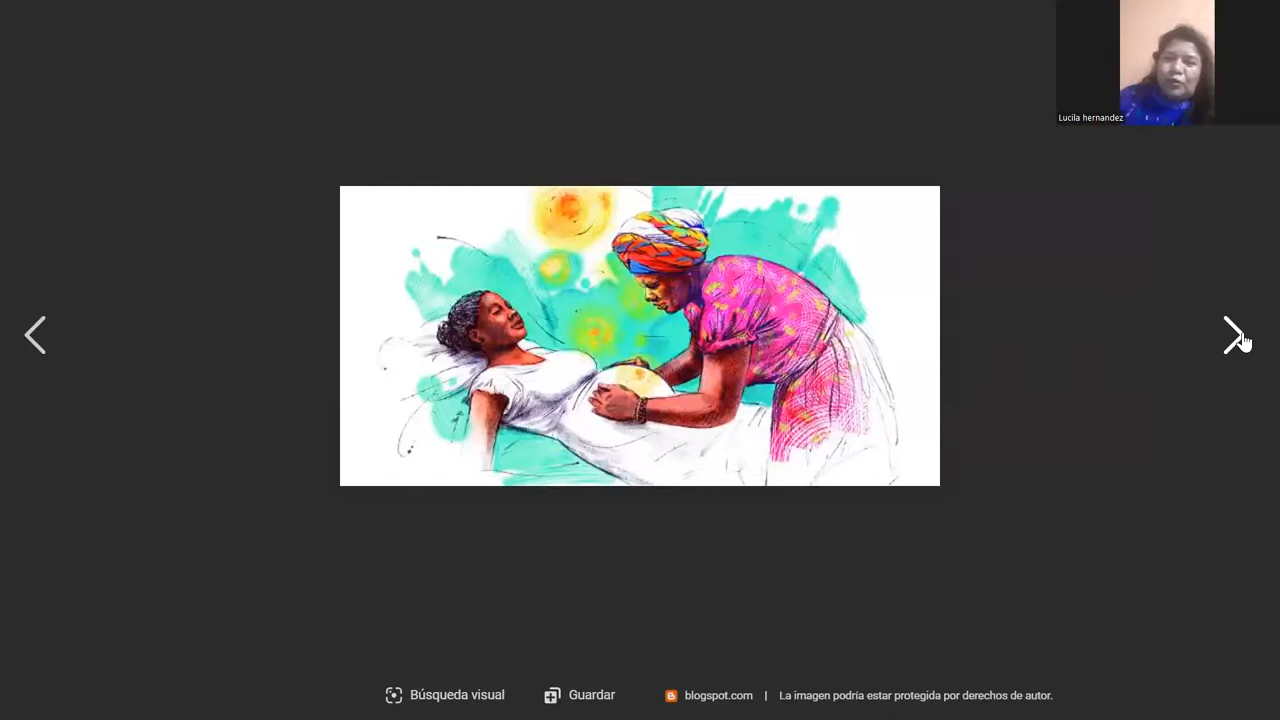 Lucila hernandez
Búsqueda visual
Guardar
blogspot.com | La imagen podría estar protegida por derechos de autor.